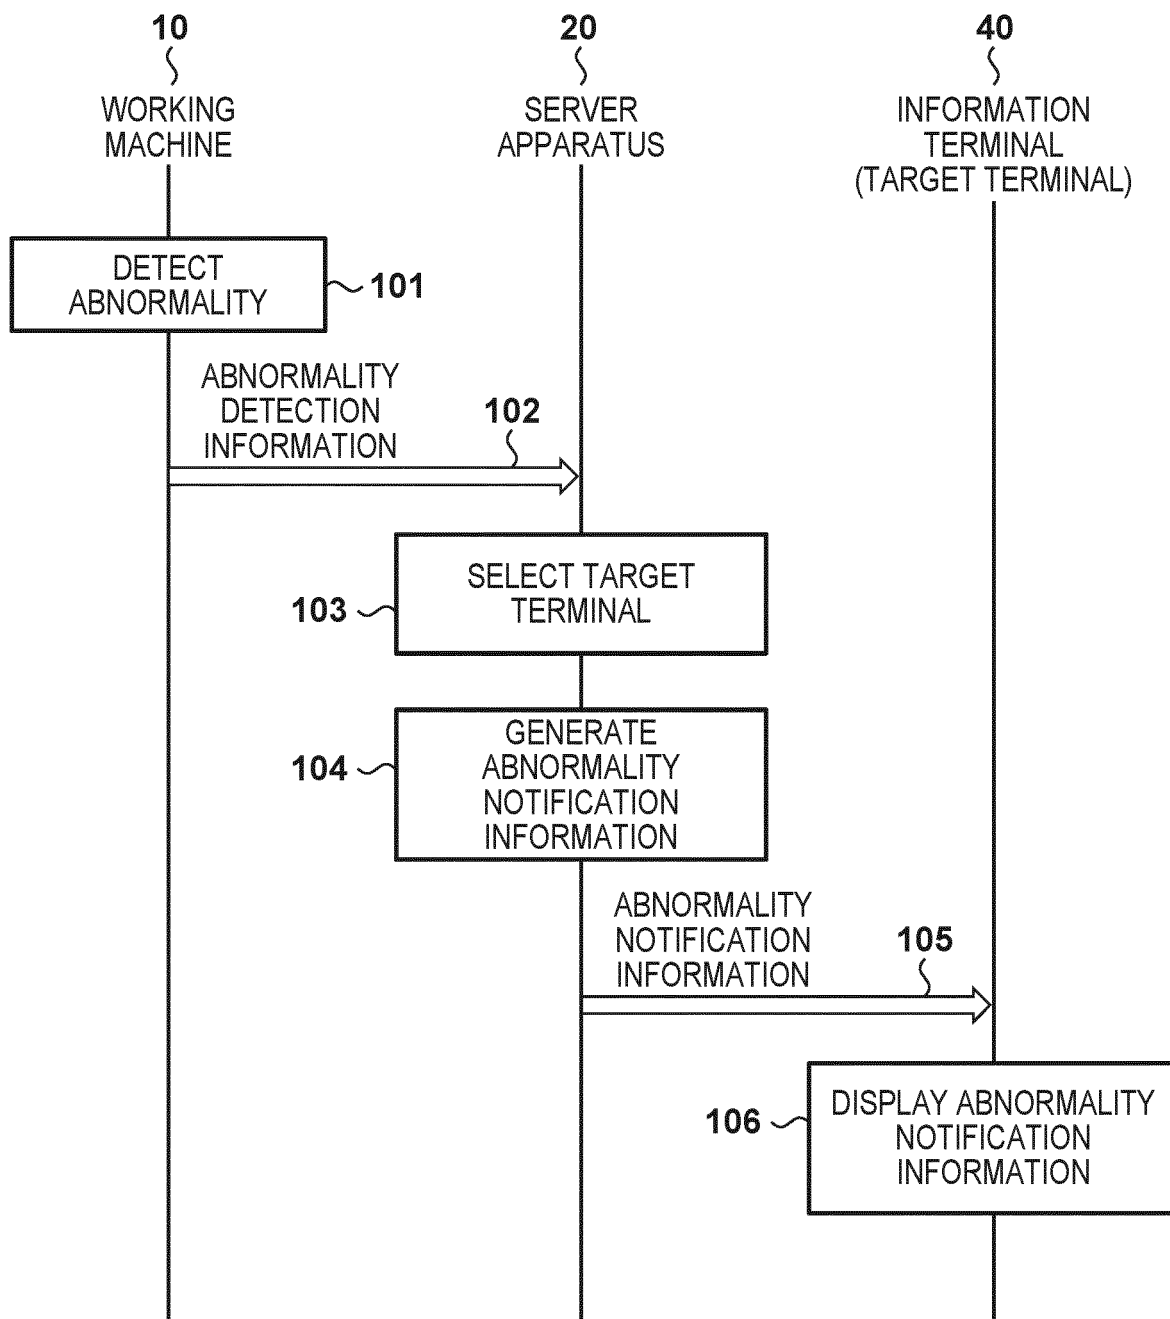 10
20
40
WORKING
MACHINE
SERVER
APPARATUS
INFORMATION
TERMINAL
(TARGET TERMINAL)
DETECT
ABNORMALITY
101
ABNORMALITY
DETECTION
INFORMATION
102
SELECT TARGET
TERMINAL
103
GENERATE
ABNORMALITY
NOTIFICATION
INFORMATION
104
ABNORMALITY
NOTIFICATION
INFORMATION
105
DISPLAY ABNORMALITY
NOTIFICATION
INFORMATION
106